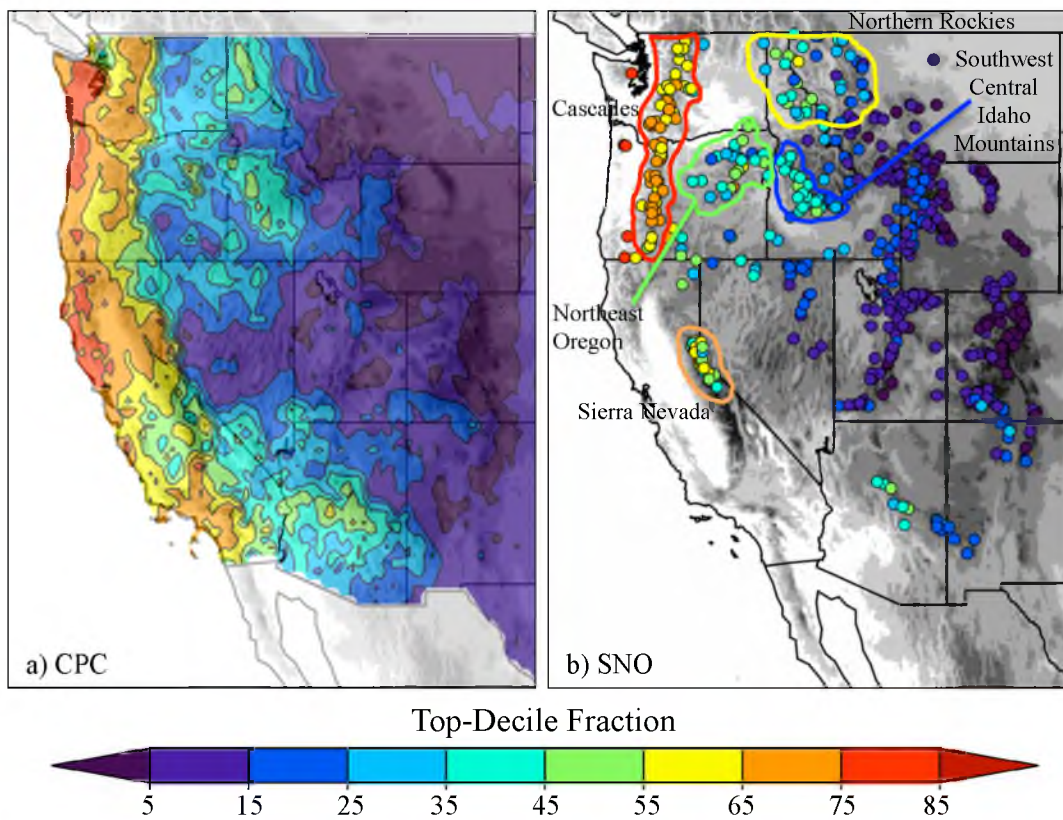 Northern Rockies
Southwest
Central
Idaho
Mountains
Cascades
Northeast
Oregon
Sierra Nevada
a) CPC
b) SNO
Top-Decile Fraction
5 15 25 35 45 55 65 75 85